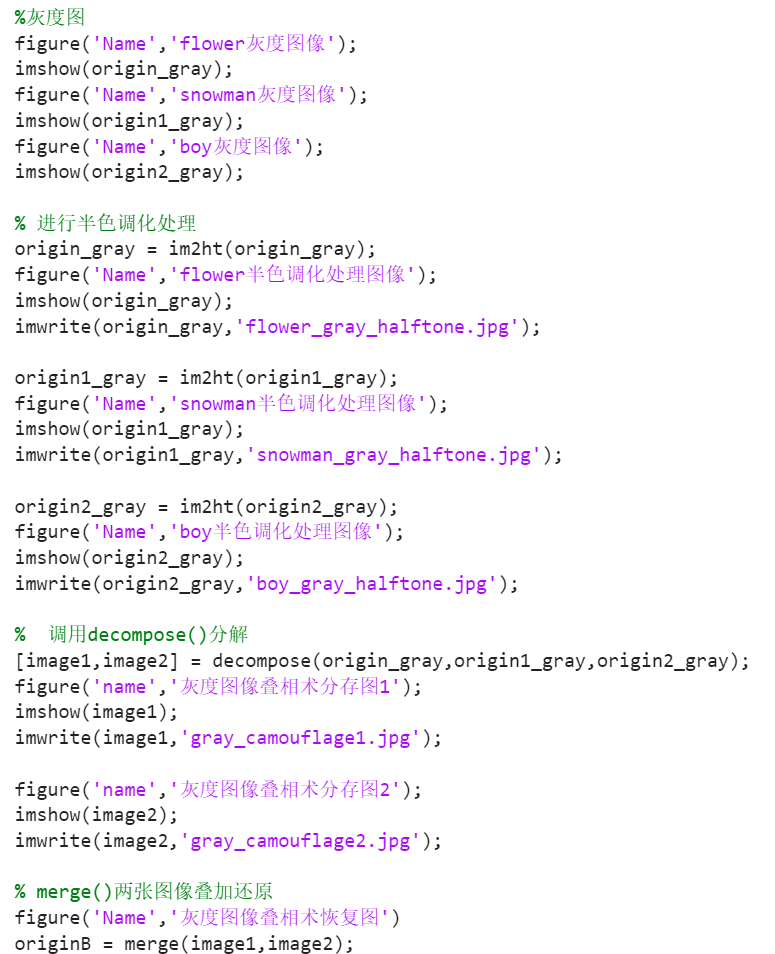 %灰度图
figure('Name','flower灰度图像');
imshow(origin_gray);
figure('Name','snowman灰度图像');
imshow(origin1_gray);
figure('Name','boy灰度图像');
imshow(origin2_gray);
% 进行半色调化处理
origin_gray = im2ht(origin_gray);
figure('Name','flower半色调化处理图像');
imshow(origin_gray);
imwrite(origin_gray,'flower_gray_halftone.jpg');
origin1_gray = im2ht(origin1_gray);
figure('Name','snowman半色调化处理图像');
imshow(origin1_gray);
imwrite(origin1_gray,'snowman_gray_halftone.jpg');
origin2_gray = im2ht(origin2_gray);
figure('Name','boy半色调化处理图像');
imshow(origin2_gray);
imwrite(origin2_gray,'boy_gray_halftone.jpg');
%  调用decompose()分解
[image1,image2] = decompose(origin_gray,origin1_gray,origin2_gray);
figure('name','灰度图像叠相术分存图1');
imshow(image1);
imwrite(image1,'gray_camouflage1.jpg');
figure('name','灰度图像叠相术分存图2');
imshow(image2);
imwrite(image2,'gray_camouflage2.jpg');
% merge()两张图像叠加还原
figure('Name','灰度图像叠相术恢复图')
originB = merge(image1,image2);